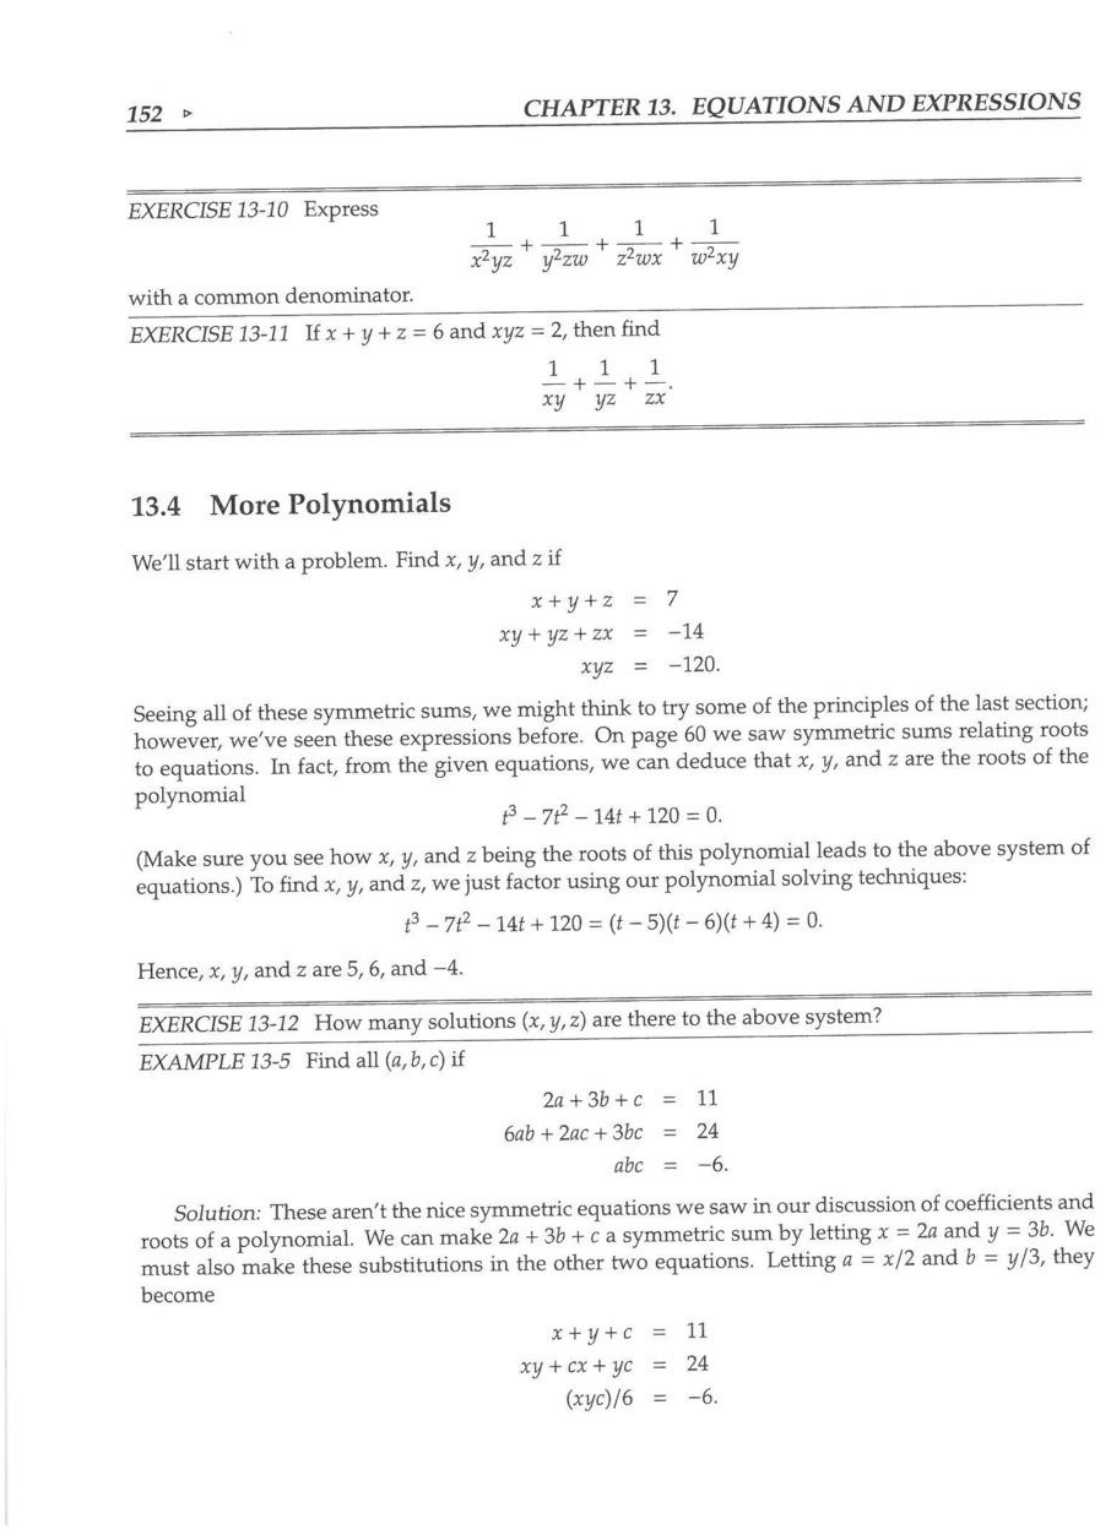 152 ▷ CHAPTER 13. EQUATIONS AND EXPRESSIONS
EXERCISE 13-10 Express
1/(x²yz) + 1/(y²zw) + 1/(z²wx) + 1/(w²xy)
with a common denominator.
EXERCISE 13-11 If x + y + z = 6 and xyz = 2, then find
1/(xy) + 1/(yz) + 1/(zx).
13.4 More Polynomials
We'll start with a problem. Find x, y, and z if
x + y + z = 7
xy + yz + zx = −14
xyz = −120.
Seeing all of these symmetric sums, we might think to try some of the principles of the last section;
however, we've seen these expressions before. On page 60 we saw symmetric sums relating roots
to equations. In fact, from the given equations, we can deduce that x, y, and z are the roots of the
polynomial
t³ − 7t² − 14t + 120 = 0.
(Make sure you see how x, y, and z being the roots of this polynomial leads to the above system of
equations.) To find x, y, and z, we just factor using our polynomial solving techniques:
t³ − 7t² − 14t + 120 = (t − 5)(t − 6)(t + 4) = 0.
Hence, x, y, and z are 5, 6, and −4.
EXERCISE 13-12 How many solutions (x, y, z) are there to the above system?
EXAMPLE 13-5 Find all (a, b, c) if
2a + 3b + c = 11
6ab + 2ac + 3bc = 24
abc = −6.
Solution: These aren't the nice symmetric equations we saw in our discussion of coefficients and
roots of a polynomial. We can make 2a + 3b + c a symmetric sum by letting x = 2a and y = 3b. We
must also make these substitutions in the other two equations. Letting a = x/2 and b = y/3, they
become
x + y + c = 11
xy + cx + yc = 24
(xyc)/6 = −6.